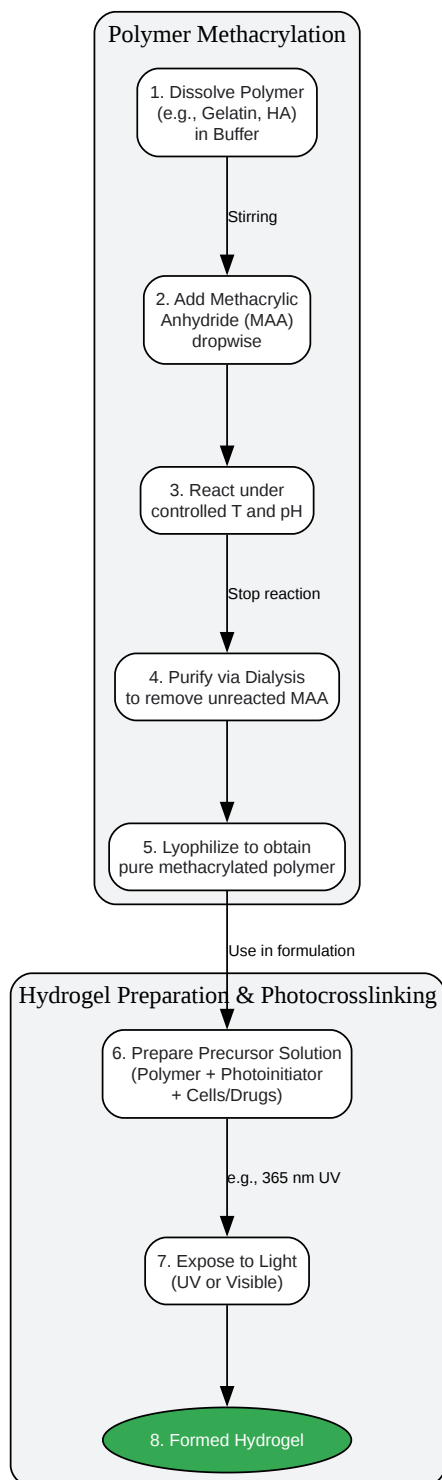 Polymer Methacrylation
1. Dissolve Polymer
(e.g., Gelatin, HA)
in Buffer
Stirring
2. Add Methacrylic
Anhydride (MAA)
dropwise
3. React under
controlled T and pH
Stop reaction
4. Purify via Dialysis
to remove unreacted MAA
5. Lyophilize to obtain
pure methacrylated polymer
Use in formulation
Hydrogel Preparation & Photocrosslinking
6. Prepare Precursor Solution
(Polymer + Photoinitiator
+ Cells/Drugs)
e.g., 365 nm UV
7. Expose to Light
(UV or Visible)
8. Formed Hydrogel